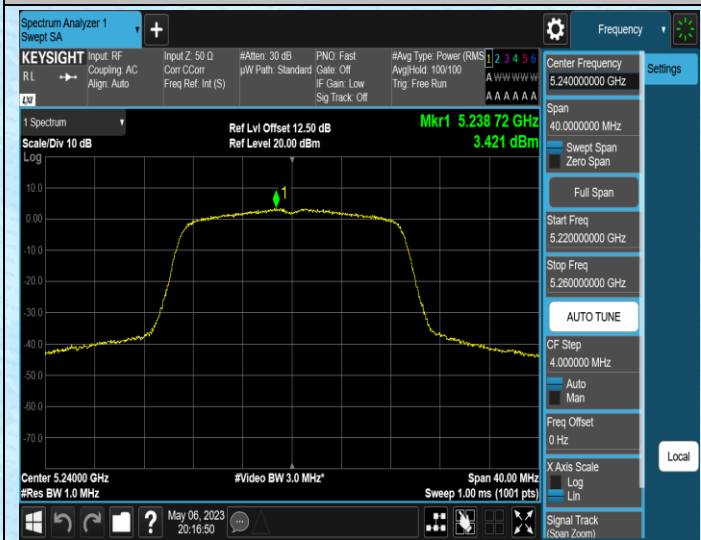 Spectrum Analyzer 1
Swept SA
+
Frequency
KEYSIGHT
RL
LXI
Input: RF
Coupling: AC
Align: Auto
Input Z: 50 Ω
Corr CCorr
Freq Ref: Int (S)
#Atten: 30 dB
µW Path: Standard
PNO: Fast
Gate: Off
IF Gain: Low
Sig Track: Off
#Avg Type: Power (RMS
Avg|Hold: 100/100
Trig: Free Run
1 2 3 4 5 6
A W W W W W
A A A A A A
1 Spectrum
Scale/Div 10 dB
Log
Ref Lvl Offset 12.50 dB
Ref Level 20.00 dBm
Mkr1 5.238 72 GHz
3.421 dBm
1
10.0
0.00
-10.0
-20.0
-30.0
-40.0
-50.0
-60.0
-70.0
Center 5.24000 GHz
#Res BW 1.0 MHz
#Video BW 3.0 MHz*
Span 40.00 MHz
Sweep 1.00 ms (1001 pts)
?
May 06, 2023
20:16:50
Center Frequency
5.240000000 GHz
Settings
Span
40.0000000 MHz
Swept Span
Zero Span
Full Span
Start Freq
5.220000000 GHz
Stop Freq
5.260000000 GHz
AUTO TUNE
CF Step
4.000000 MHz
Auto
Man
Freq Offset
0 Hz
X Axis Scale
Log
Lin
Local
Signal Track
(Span Zoom)